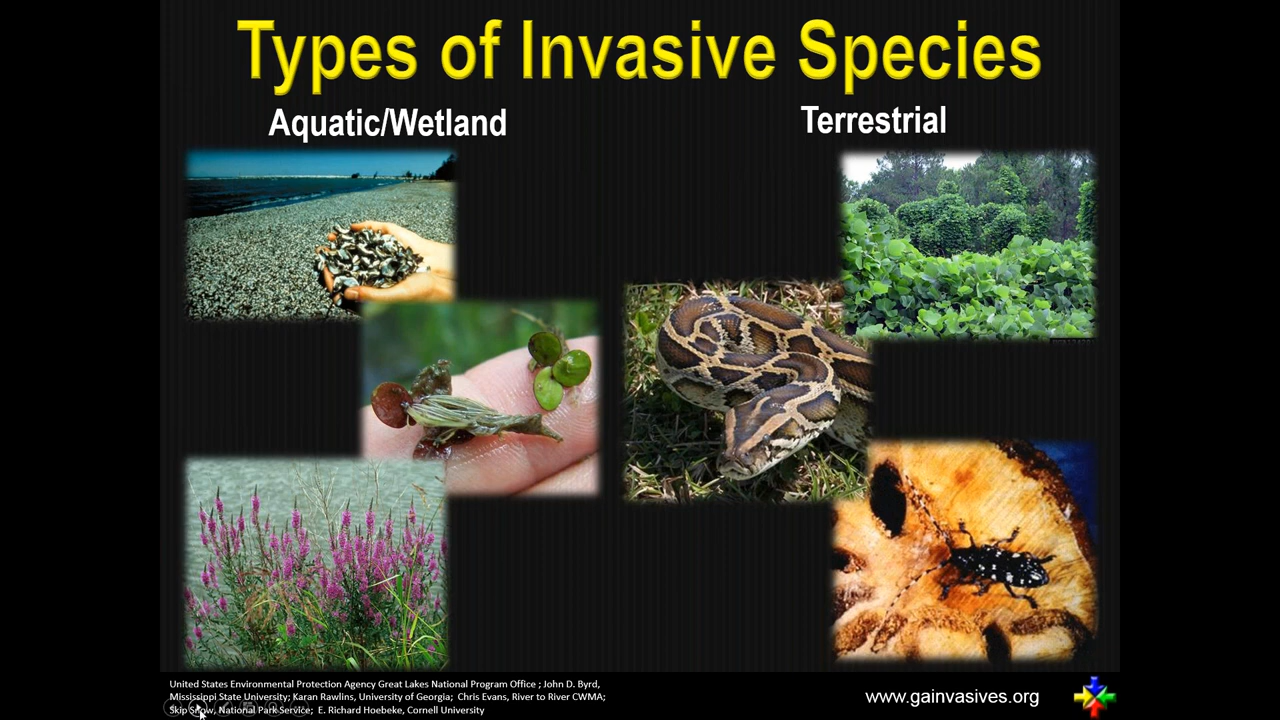 Types of Invasive Species
Aquatic/Wetland
Terrestrial
United States Environmental Protection Agency Great Lakes National Program Office ; John D. Byrd,
Mississippi State University; Karan Rawlins, University of Georgia;  Chris Evans, River to River CWMA;
Skip Snow, National Park Service;  E. Richard Hoebeke, Cornell University
www.gainvasives.org